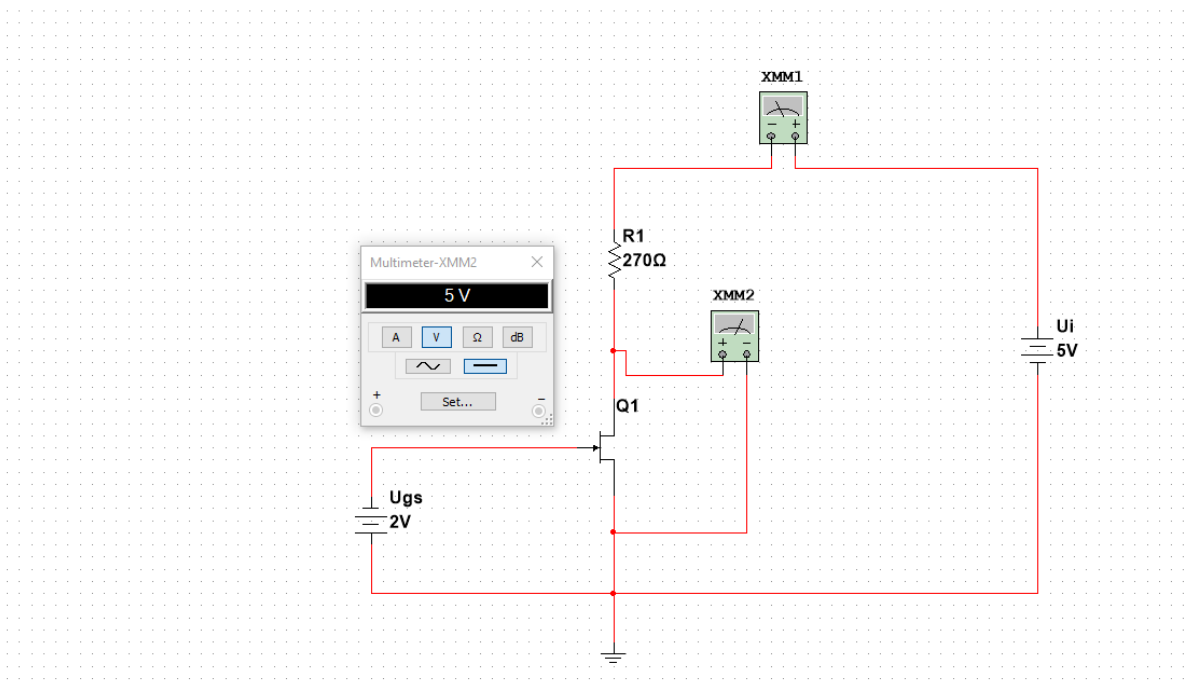 XMM1
− +
R1
270Ω
Multimeter-XMM2
5 V
A
V
Ω
dB
+
Set...
−
XMM2
+ −
Ui
5V
Q1
Ugs
2V